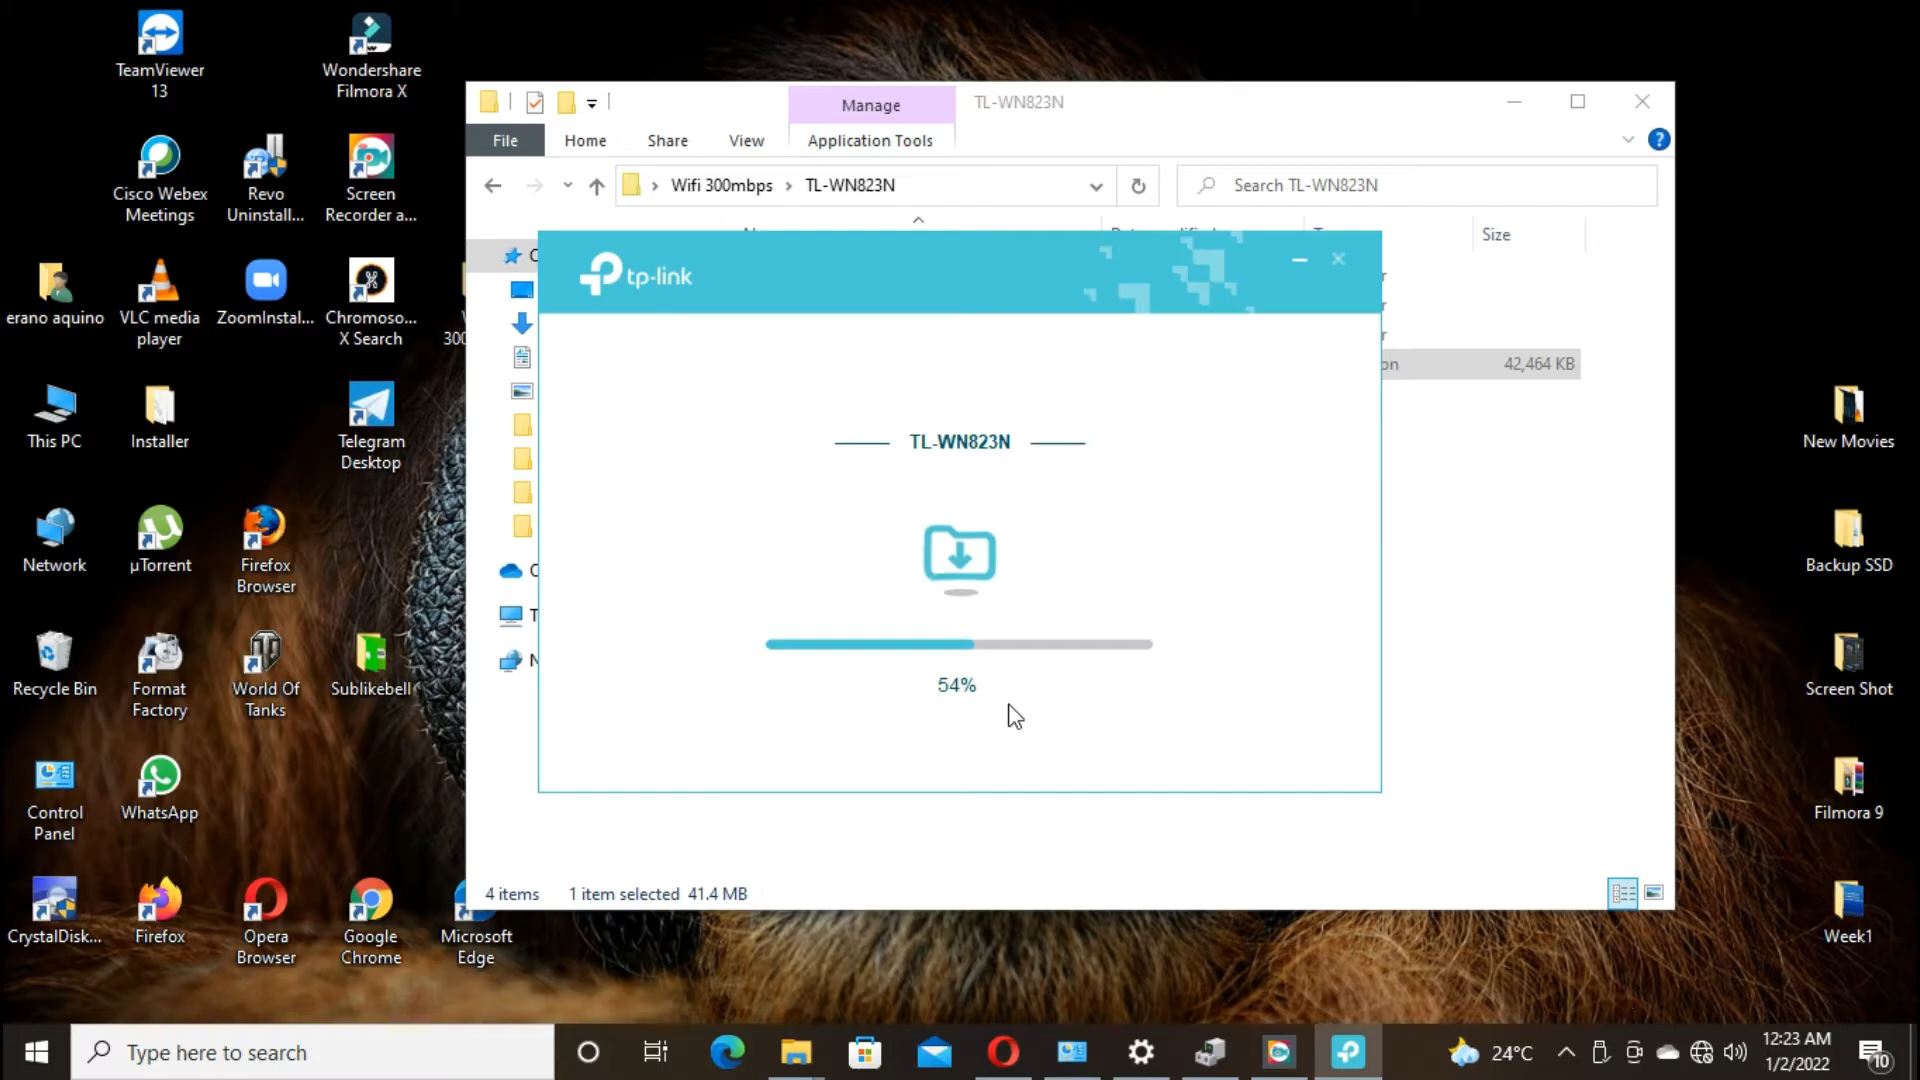 TeamViewer
13
Wondershare
Filmora X
Cisco Webex
Meetings
Revo
Uninstall...
Screen
Recorder a...
erano aquino
VLC media
player
ZoomInstal...
Chromoso...
X Search
This PC
Installer
Telegram
Desktop
Network
µTorrent
Firefox
Browser
Recycle Bin
Format
Factory
World Of
Tanks
Sublikebell
Control
Panel
WhatsApp
CrystalDisk...
Firefox
Opera
Browser
Google
Chrome
Microsoft
Edge
Manage
TL-WN823N
File
Home
Share
View
Application Tools
Wifi 300mbps
TL-WN823N
Search TL-WN823N
Size
42,464 KB
tp-link
TL-WN823N
54%
4 items
1 item selected 41.4 MB
New Movies
Backup SSD
Screen Shot
Filmora 9
Week1
Type here to search
24°C
12:23 AM
1/2/2022
10